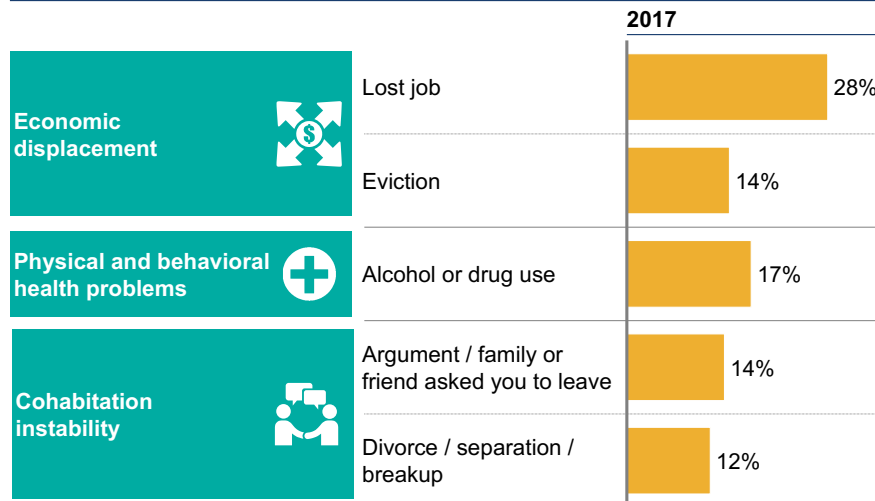 2017
Economic
displacement
$
Lost job
28%
Eviction
14%
Physical and behavioral
health problems
Alcohol or drug use
17%
Cohabitation
instability
Argument / family or
friend asked you to leave
14%
Divorce / separation /
breakup
12%